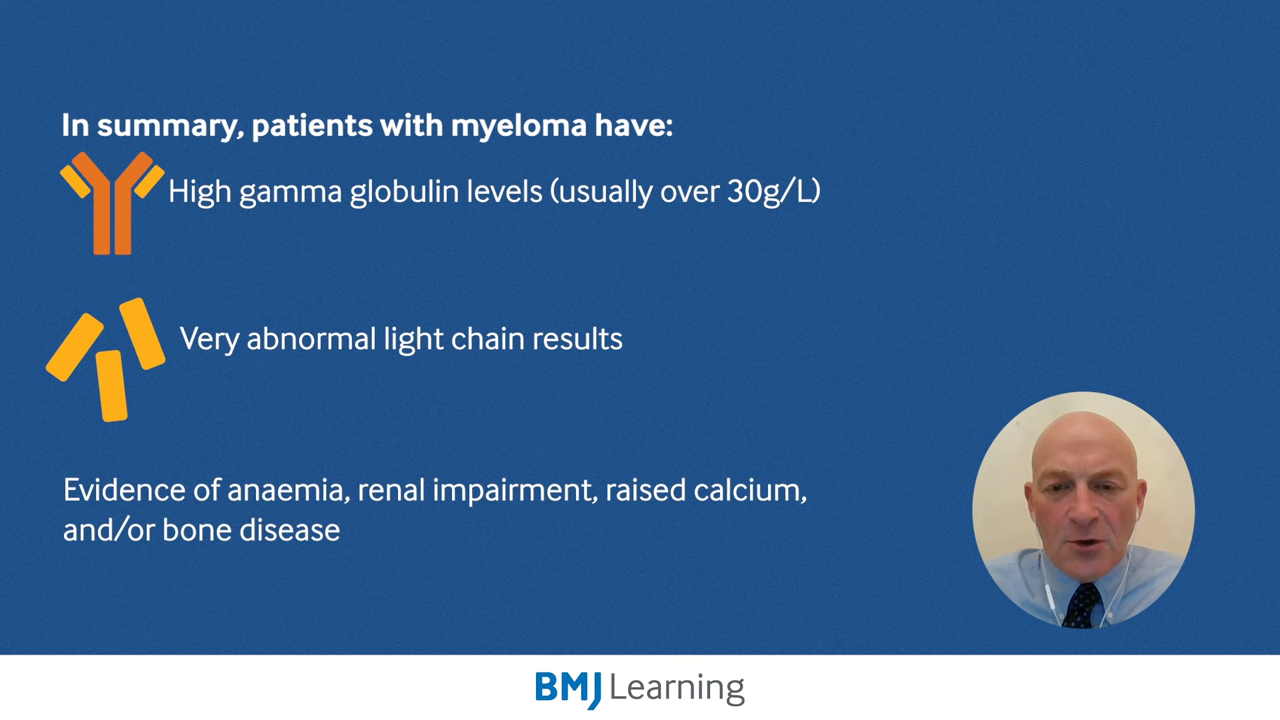 In summary, patients with myeloma have:
High gamma globulin levels (usually over 30g/L)
Very abnormal light chain results
Evidence of anaemia, renal impairment, raised calcium,
and/or bone disease
BMJ Learning